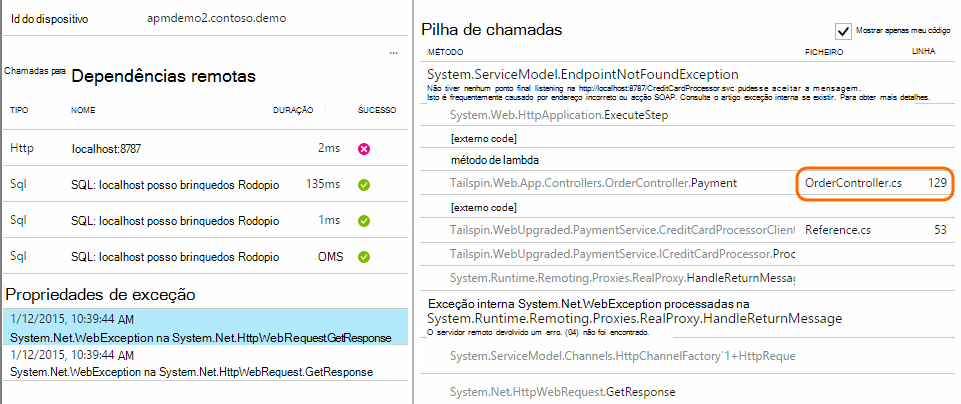 Id do dispositivo apmdemo2.contoso.demo
...
Chamadas para Dependências remotas
TIPO NOME DURAÇÃO SUCESSO
Http localhost:8787 2ms
Sql SQL: localhost posso brinquedos Rodopio 135ms
Sql SQL: localhost posso brinquedos Rodopio 1ms
Sql SQL: localhost posso brinquedos Rodopio OMS
Propriedades de exceção
1/12/2015, 10:39:44 AM
System.Net.WebException na System.Net.HttpWebRequest.GetResponse
1/12/2015, 10:39:44 AM
System.Net.WebException na System.Net.HttpWebRequest.GetResponse
Pilha de chamadas
Mostrar apenas meu código
MÉTODO FICHEIRO LINHA
System.ServiceModel.EndpointNotFoundException
Não tiver nenhum ponto final listening na http://localhost:8787/CreditCardProcessor.svc pudesse aceitar a mensagem.
Isto é frequentemente causado por endereço incorreto ou acção SOAP. Consulte o artigo exceção interna se existir. Para obter mais detalhes.
System.Web.HttpApplication.ExecuteStep
[externo code]
método de lambda
Tailspin.Web.App.Controllers.OrderController.Payment OrderController.cs 129
[externo code]
Tailspin.WebUpgraded.PaymentService.CreditCardProcessorClient Reference.cs 53
Tailspin.WebUpgraded.PaymentService.ICreditCardProcessor.Proc
System.Runtime.Remoting.Proxies.RealProxy.HandleReturnMessag
Exceção interna System.Net.WebException processadas na
System.Runtime.Remoting.Proxies.RealProxy.HandleReturnMessage
O servidor remoto devolvido um erro. (04) não foi encontrado.
System.ServiceModel.Channels.HttpChannelFactory`1+HttpReque
System.Net.HttpWebRequest.GetResponse